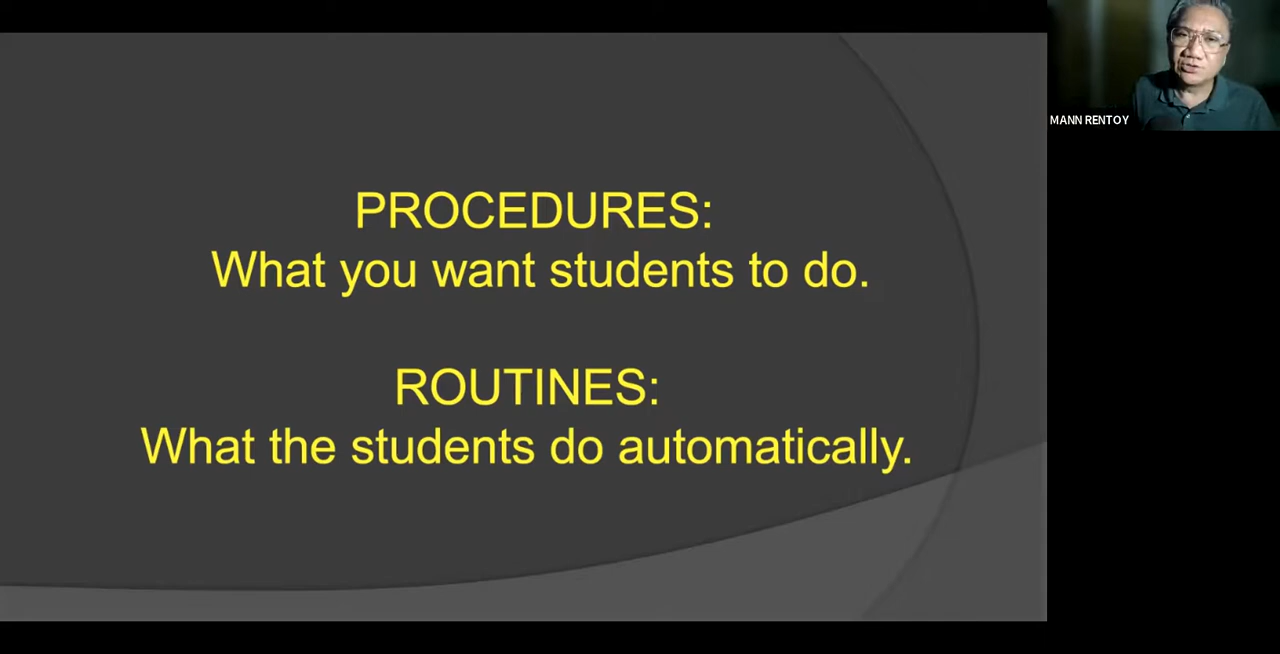 PROCEDURES:
What you want students to do.
ROUTINES:
What the students do automatically.
MANN RENTOY